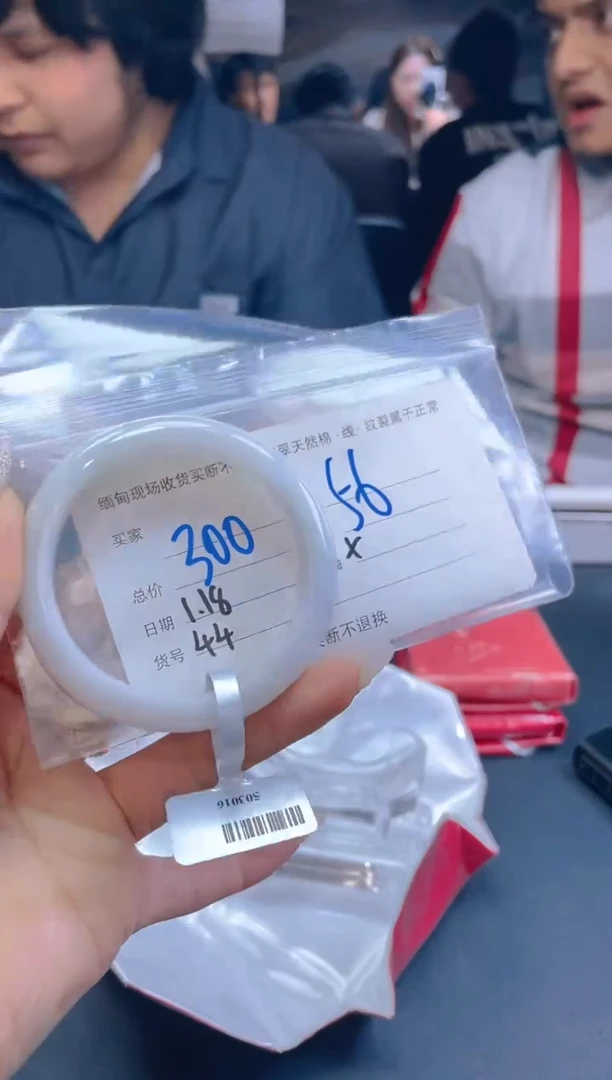 缅甸现场收货买断不
翠天然棉·线·纹裂属于正常
买家
56
总价 300
x
日期 1.18
货号 44
断不退换
503016